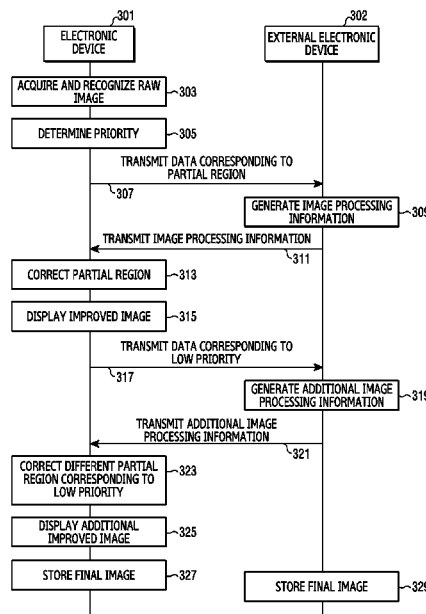 301
302
ELECTRONIC
DEVICE
EXTERNAL ELECTRONIC
DEVICE
ACQUIRE AND RECOGNIZE RAW
IMAGE
303
DETERMINE PRIORITY
305
TRANSMIT DATA CORRESPONDING TO
PARTIAL REGION
307
GENERATE IMAGE PROCESSING
INFORMATION
309
TRANSMIT IMAGE PROCESSING INFORMATION
311
CORRECT PARTIAL REGION
313
DISPLAY IMPROVED IMAGE
315
TRANSMIT DATA CORRESPONDING TO
LOW PRIORITY
317
GENERATE ADDITIONAL IMAGE
PROCESSING INFORMATION
319
TRANSMIT ADDITIONAL IMAGE
PROCESSING INFORMATION
321
CORRECT DIFFERENT PARTIAL
REGION CORRESPONDING TO
LOW PRIORITY
323
DISPLAY ADDITIONAL
IMPROVED IMAGE
325
STORE FINAL IMAGE
327
STORE FINAL IMAGE
329